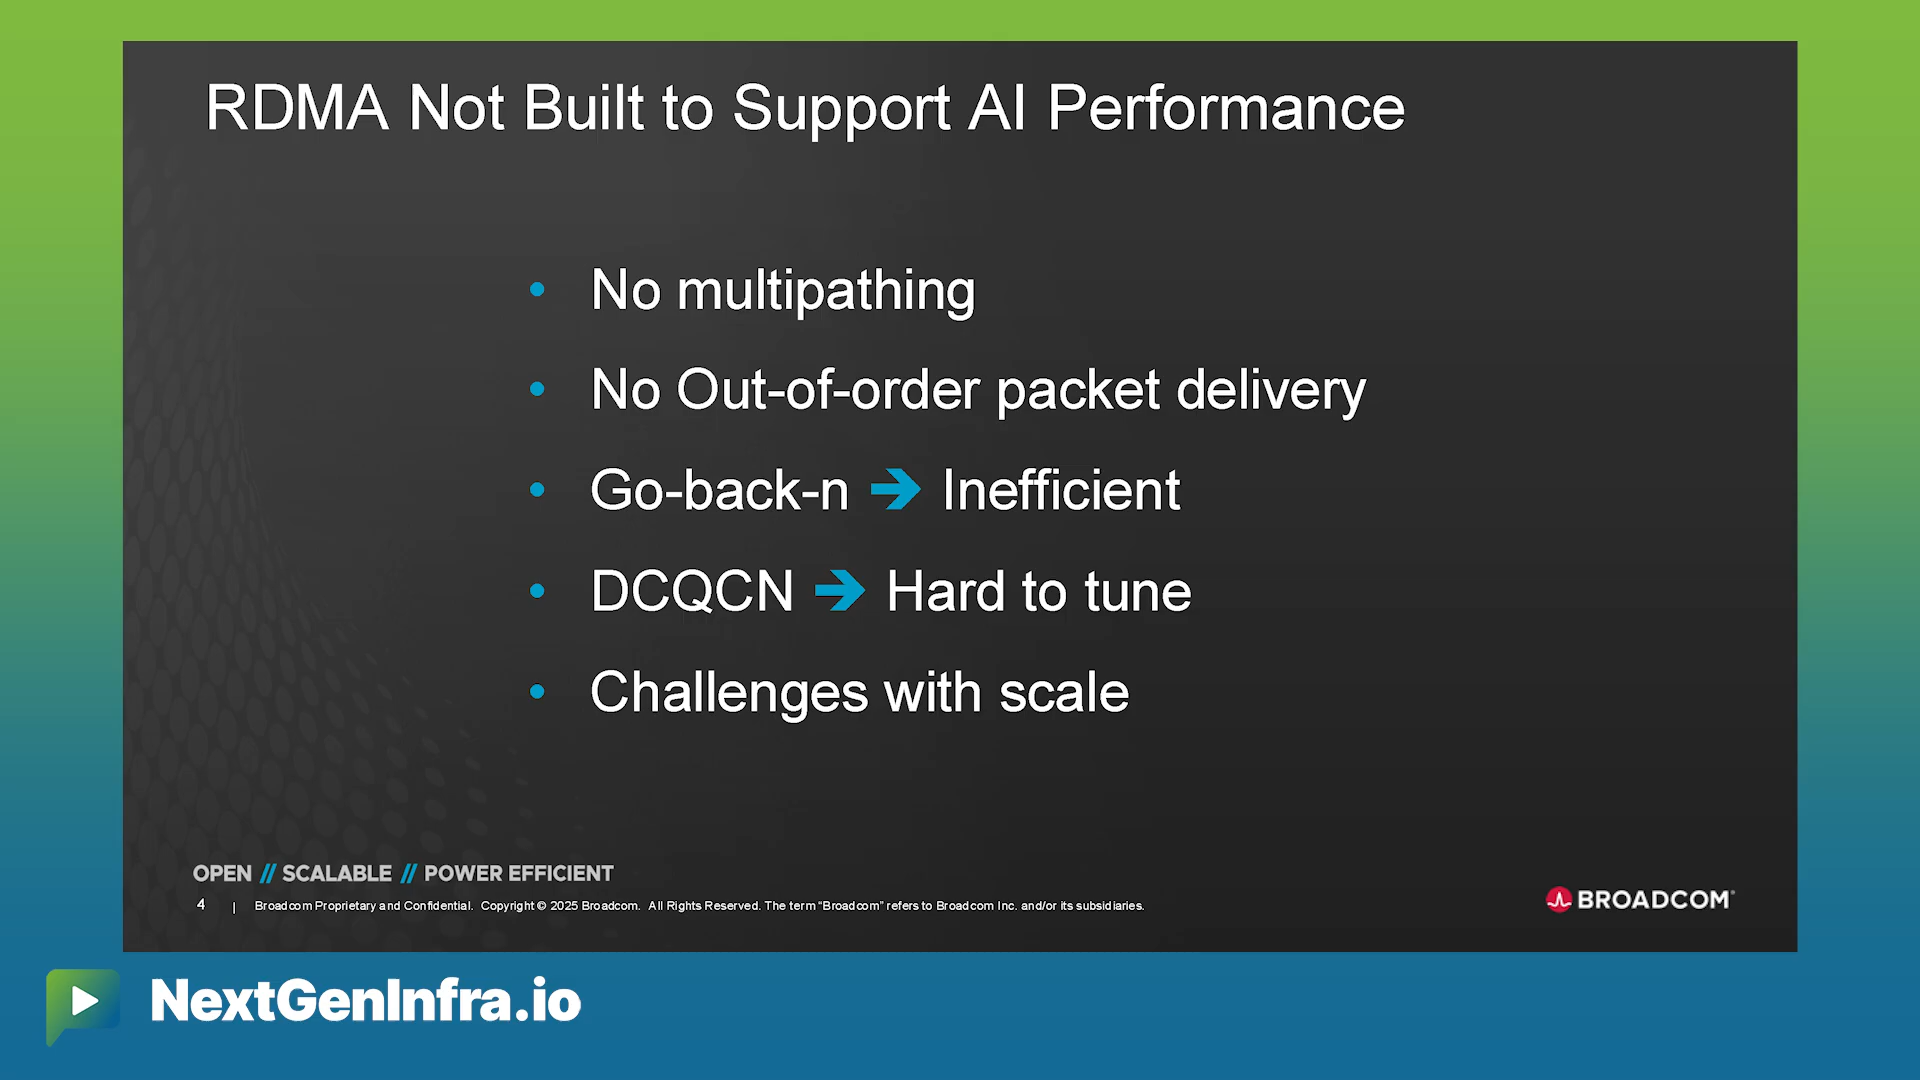 RDMA Not Built to Support AI Performance
• No multipathing
• No Out-of-order packet delivery
• Go-back-n ➔ Inefficient
• DCQCN ➔ Hard to tune
• Challenges with scale
OPEN // SCALABLE // POWER EFFICIENT
4 | Broadcom Proprietary and Confidential. Copyright © 2025 Broadcom. All Rights Reserved. The term “Broadcom” refers to Broadcom Inc. and/or its subsidiaries.
BROADCOM
NextGenInfra.io